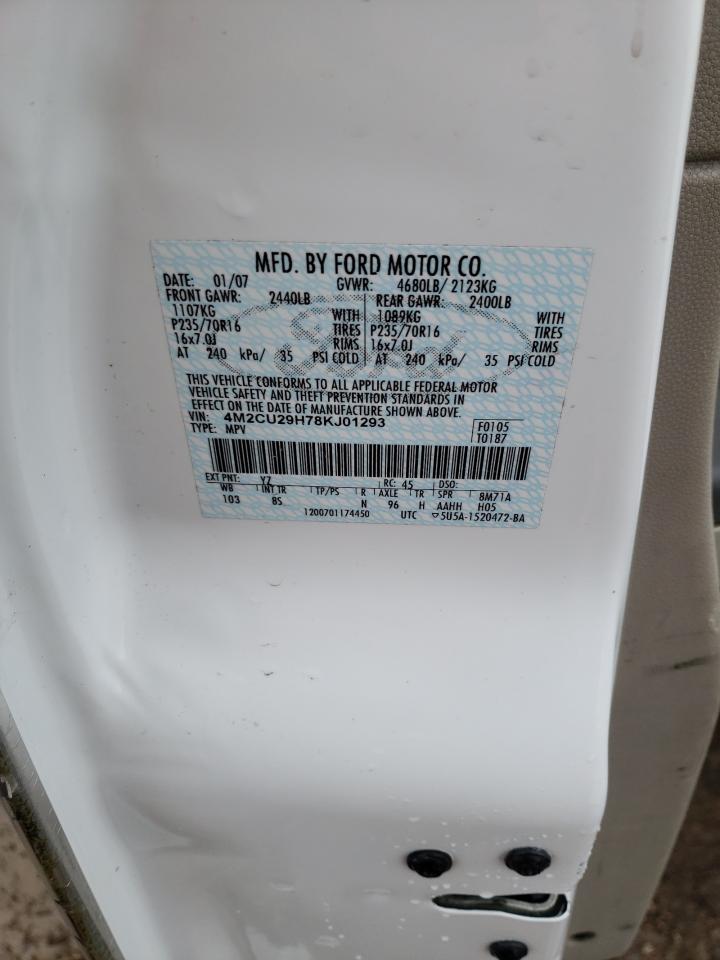 MFD. BY FORD MOTOR CO.
DATE: 01/07 GVWR: 4680LB/ 2123KG
FRONT GAWR: 2440LB REAR GAWR: 2400LB
1107KG WITH 1089KG WITH
P235/70R16 TIRES P235/70R16 TIRES
16x7.0J RIMS 16x7.0J RIMS
AT 240 kPa/ 35 PSI COLD AT 240 kPa/ 35 PSI COLD
THIS VEHICLE CONFORMS TO ALL APPLICABLE FEDERAL MOTOR
VEHICLE SAFETY AND THEFT PREVENTION STANDARDS IN
EFFECT ON THE DATE OF MANUFACTURE SHOWN ABOVE.
VIN: 4M2CU29H78KJ01293 F0105
TYPE: MPV T0187
EXT PNT: YZ RC: 45 DSO:
WB INT TR TP/PS R AXLE TR SPR 8M71A
103 8S N 96 H AAHH H05
1200701174450 UTC ▽5U5A-1520472-BA